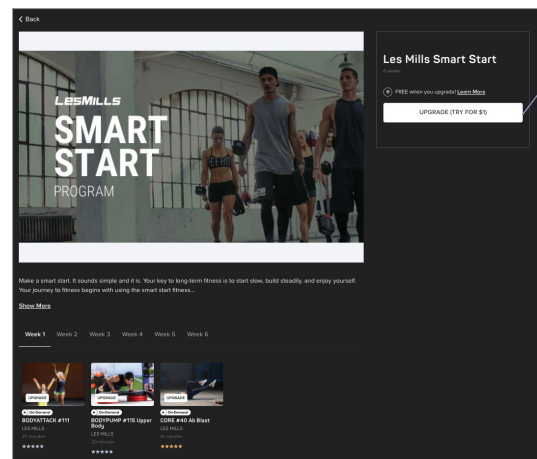 Back
LesMills
SMART
START
PROGRAM
Les Mills Smart Start
6 weeks
FREE when you upgrade! Learn More
UPGRADE (TRY FOR $1)
Make a smart start. It sounds simple and it is. Your key to long-term fitness is to start slow, build steadily, and enjoy yourself.
Your journey to fitness begins with using the smart start fitness...
Show More
Week 1 Week 2 Week 3 Week 4 Week 5 Week 6
UPGRADE UPGRADE UPGRADE
On-Demand On-Demand On-Demand
BODYATTACK #111
LES MILLS
27 minutes
BODYPUMP #115 Upper
Body
LES MILLS
20 minutes
CORE #40 Ab Blast
LES MILLS